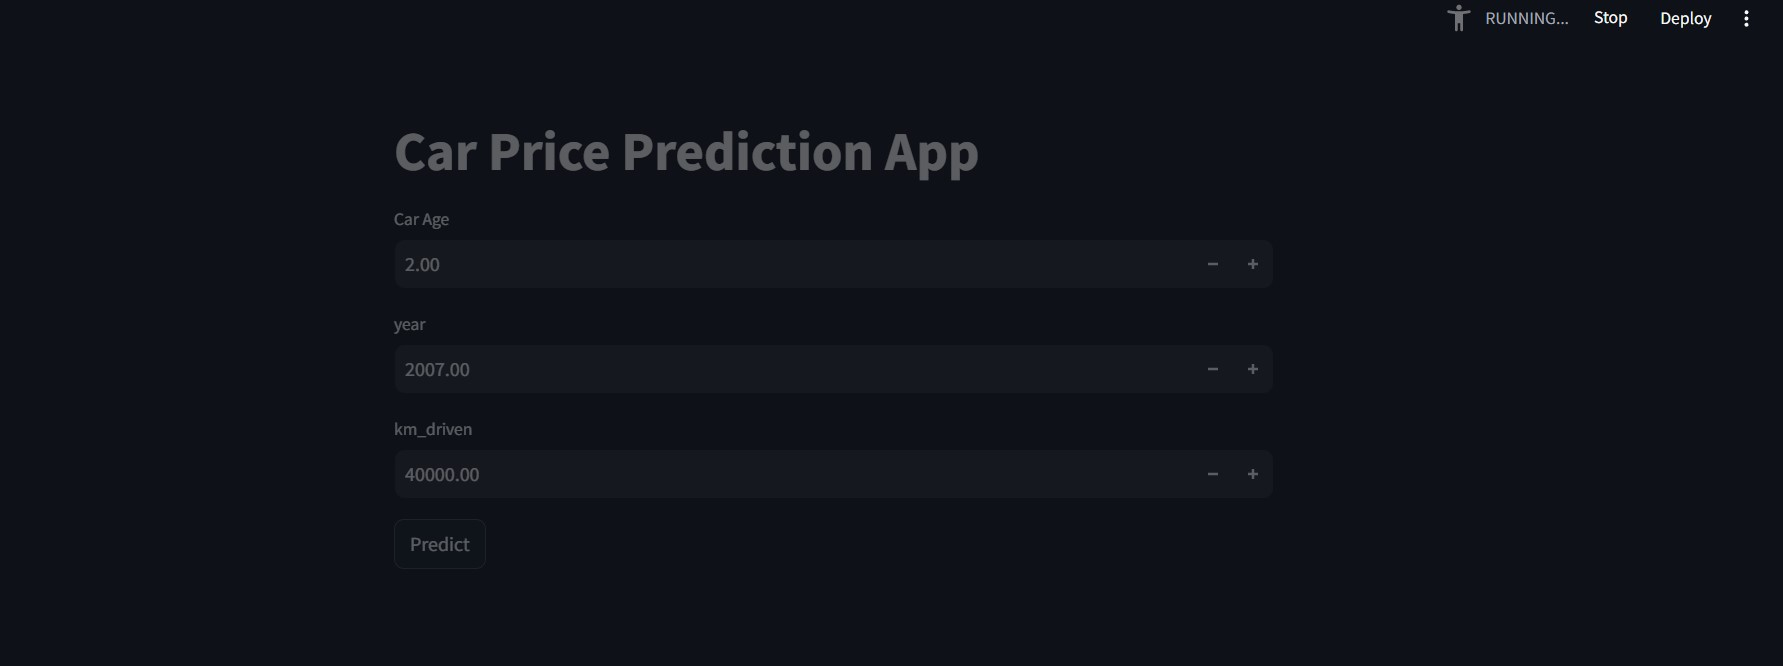 RUNNING... Stop Deploy
Car Price Prediction App
Car Age
2.00
year
2007.00
km_driven
40000.00
Predict